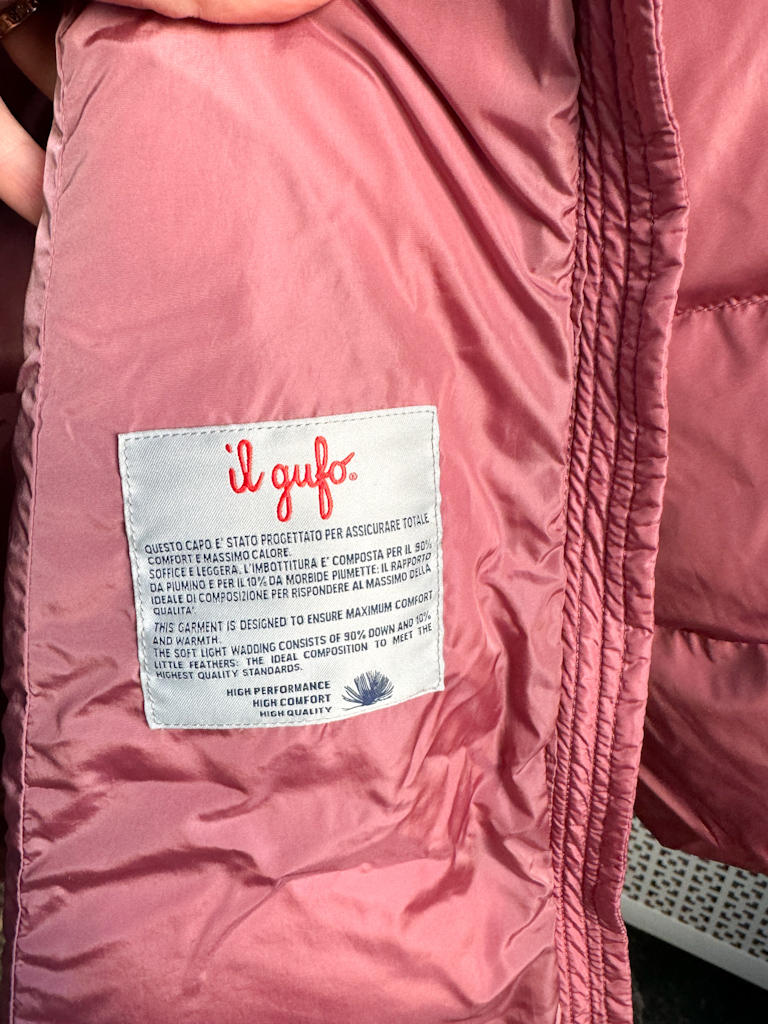 il gufo®
QUESTO CAPO E' STATO PROGETTATO PER ASSICURARE TOTALE
COMFORT E MASSIMO CALORE.
SOFFICE E LEGGERA. L'IMBOTTITURA E' COMPOSTA PER IL 90%
DA PIUMINO E PER IL 10% DA MORBIDE PIUMETTE: IL RAPPORTO
IDEALE DI COMPOSIZIONE PER RISPONDERE AL MASSIMO DELLA
QUALITA'.
THIS GARMENT IS DESIGNED TO ENSURE MAXIMUM COMFORT
AND WARMTH.
THE SOFT LIGHT WADDING CONSISTS OF 90% DOWN AND 10%
LITTLE FEATHERS: THE IDEAL COMPOSITION TO MEET THE
HIGHEST QUALITY STANDARDS.
HIGH PERFORMANCE
HIGH COMFORT
HIGH QUALITY